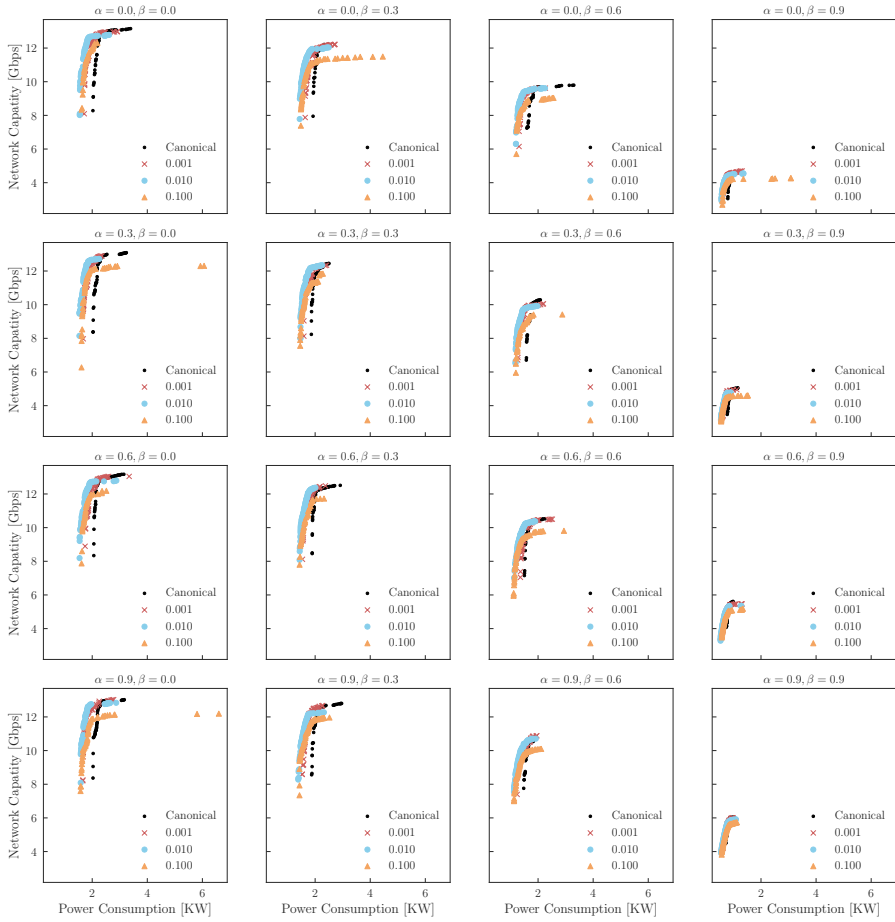 α = 0.0, β = 0.0
α = 0.0, β = 0.3
α = 0.0, β = 0.6
α = 0.0, β = 0.9
Network Capatity [Gbps]
12
10
8
6
4
Canonical
0.001
0.010
0.100
Canonical
0.001
0.010
0.100
Canonical
0.001
0.010
0.100
Canonical
0.001
0.010
0.100
α = 0.3, β = 0.0
α = 0.3, β = 0.3
α = 0.3, β = 0.6
α = 0.3, β = 0.9
Network Capatity [Gbps]
12
10
8
6
4
Canonical
0.001
0.010
0.100
Canonical
0.001
0.010
0.100
Canonical
0.001
0.010
0.100
Canonical
0.001
0.010
0.100
α = 0.6, β = 0.0
α = 0.6, β = 0.3
α = 0.6, β = 0.6
α = 0.6, β = 0.9
Network Capatity [Gbps]
12
10
8
6
4
Canonical
0.001
0.010
0.100
Canonical
0.001
0.010
0.100
Canonical
0.001
0.010
0.100
Canonical
0.001
0.010
0.100
α = 0.9, β = 0.0
α = 0.9, β = 0.3
α = 0.9, β = 0.6
α = 0.9, β = 0.9
Network Capatity [Gbps]
12
10
8
6
4
Canonical
0.001
0.010
0.100
Canonical
0.001
0.010
0.100
Canonical
0.001
0.010
0.100
Canonical
0.001
0.010
0.100
2 4 6
2 4 6
2 4 6
2 4 6
Power Consumption [KW]
Power Consumption [KW]
Power Consumption [KW]
Power Consumption [KW]